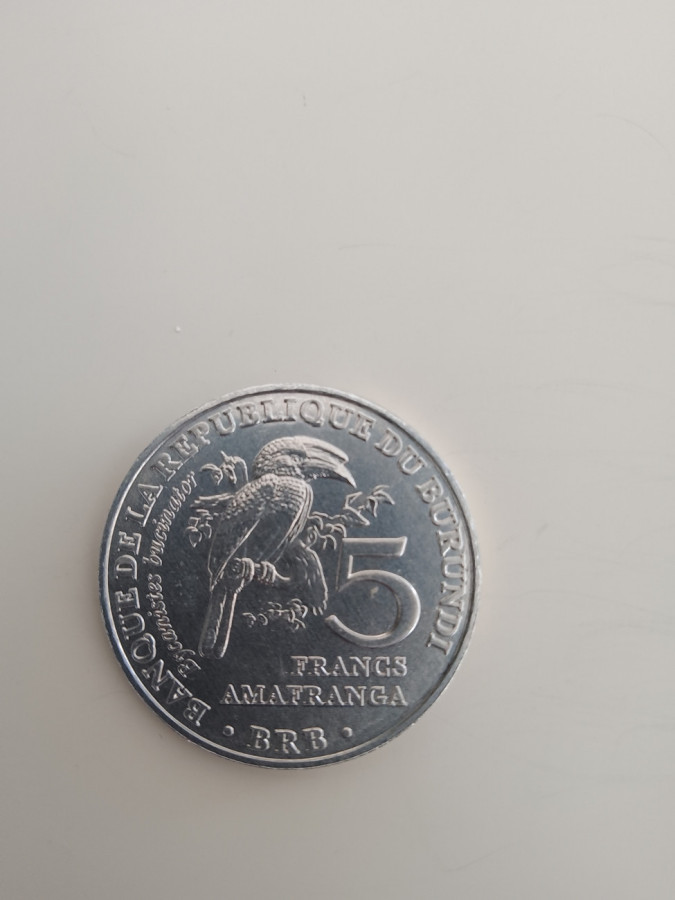 BANQUE DE LA REPUBLIQUE DU BURUNDI
Bycanistes bucinator
5
FRANCS
AMAFRANGA
• BRB •